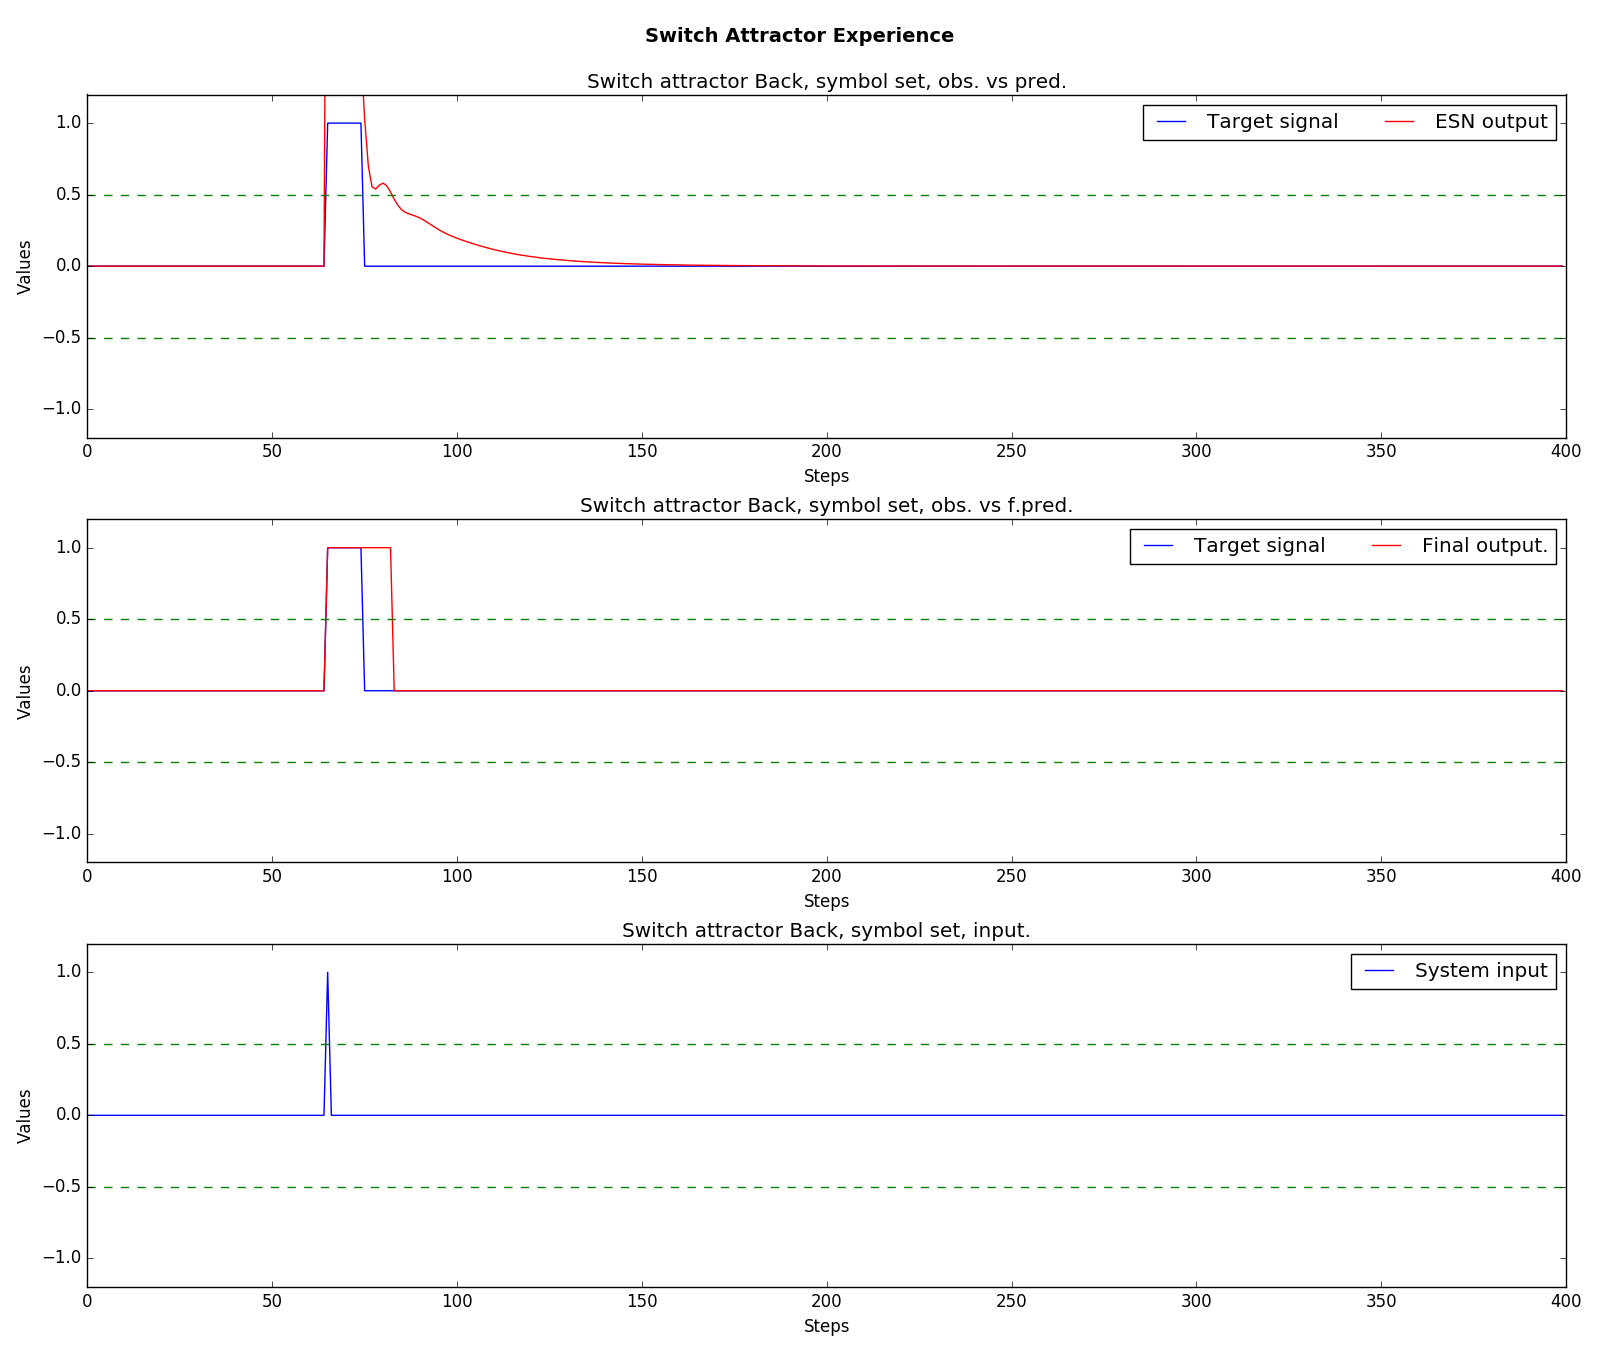 Switch Attractor Experience
Switch attractor Back, symbol set, obs. vs pred.
Target signal ESN output
1.0
0.5
0.0
−0.5
−1.0
Values
0 50 100 150 200 250 300 350 400
Steps
Switch attractor Back, symbol set, obs. vs f.pred.
Target signal Final output.
1.0
0.5
0.0
−0.5
−1.0
Values
0 50 100 150 200 250 300 350 400
Steps
Switch attractor Back, symbol set, input.
System input
1.0
0.5
0.0
−0.5
−1.0
Values
0 50 100 150 200 250 300 350 400
Steps